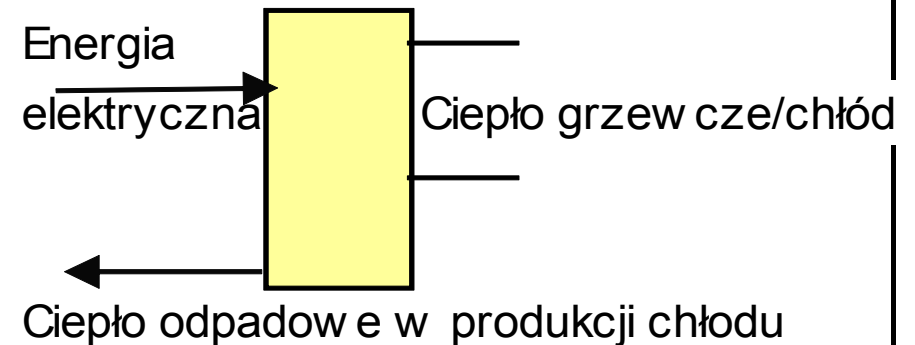 Energia
elektryczna
Ciepło grzew cze/chłód
Ciepło odpadow e w produkcji chłodu